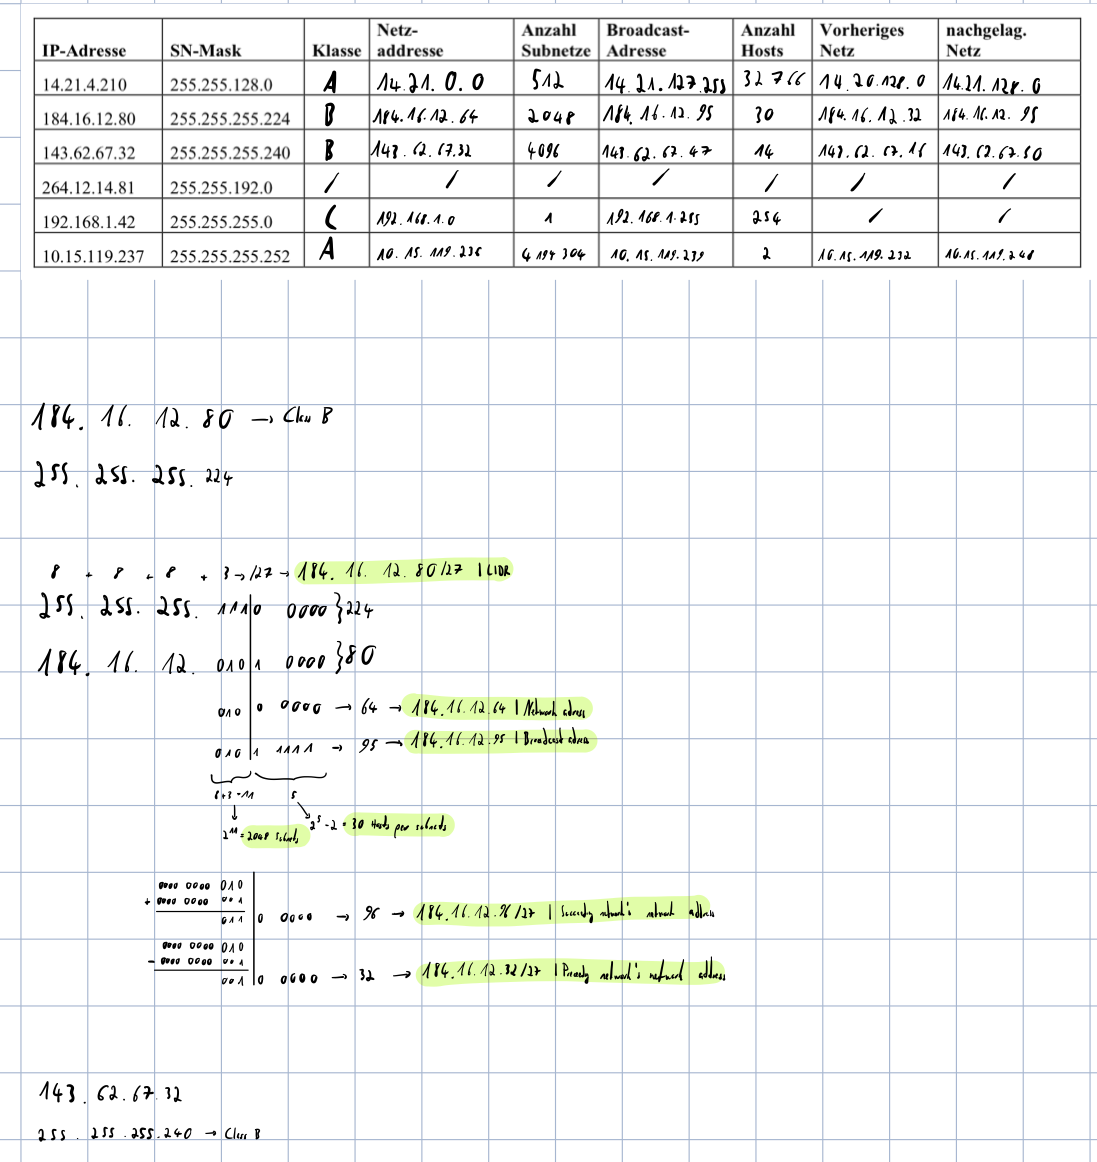 IP-Adresse SN-Mask Klasse Netz-addresse Anzahl Subnetze Broadcast-Adresse Anzahl Hosts Vorheriges Netz nachgelag. Netz
14.21.4.210 255.255.128.0 A 14.21.0.0 512 14.21.127.255 32766 14.20.128.0 14.21.128.0
184.16.12.80 255.255.255.224 B 184.16.12.64 2048 184.16.12.95 30 184.16.12.32 184.16.12.95
143.62.67.32 255.255.255.240 B 143.62.67.32 4096 143.62.67.47 14 143.62.67.16 143.62.67.50
264.12.14.81 255.255.192.0 / / / / / / /
192.168.1.42 255.255.255.0 C 192.168.1.0 1 192.168.1.255 254 / /
10.15.119.237 255.255.255.252 A 10.15.119.236 4 194 304 10.15.119.239 2 10.15.119.232 10.15.119.240
184. 16. 12. 80 → Class B
255. 255. 255. 224
8 + 8 + 8 + 3 → /27 → 184. 16. 12. 80/27 | CIDR
255. 255. 255. 111|0 0000 }224
184. 16. 12. 010|1 0000 }80
010|0 0000 → 64 → 184.16.12.64 | Network adress
010|1 1111 → 95 → 184.16.12.95 | Broadcast adress
8+3=11 5
2^11 = 2048 Subnets 2^5-2 = 30 Hosts per subnets
0000 0000 010
+ 0000 0000 001
011|0 0000 → 96 → 184.16.12.96/27 | network's network address
0000 0000 010
- 0000 0000 001
001|0 0000 → 32 → 184.16.12.32/27 | network's network address
143. 62. 67. 32
255. 255. 255. 240 → Class B